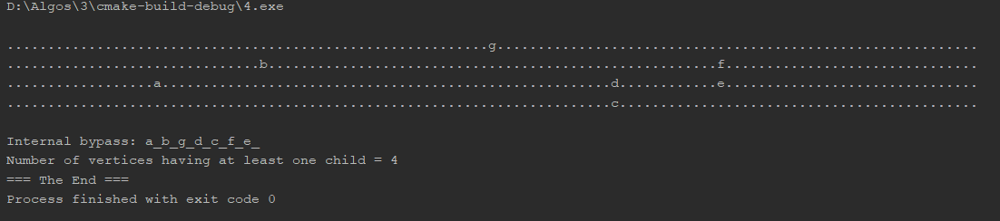 D:\Algos\3\cmake-build-debug\4.exe
...........................................................g...........................................................
...............................b.......................................................f...............................
..................a.......................................................d............e...............................
..........................................................................c............................................
Internal bypass: a_b_g_d_c_f_e_
Number of vertices having at least one child = 4
=== The End ===
Process finished with exit code 0